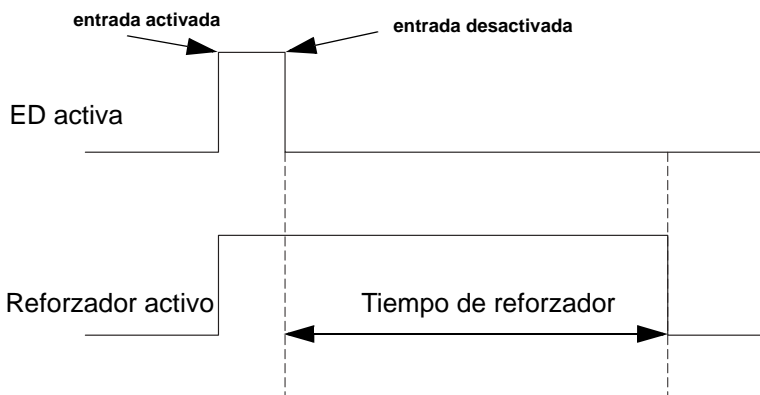 entrada activada
entrada desactivada
ED activa
Reforzador activo
Tiempo de reforzador